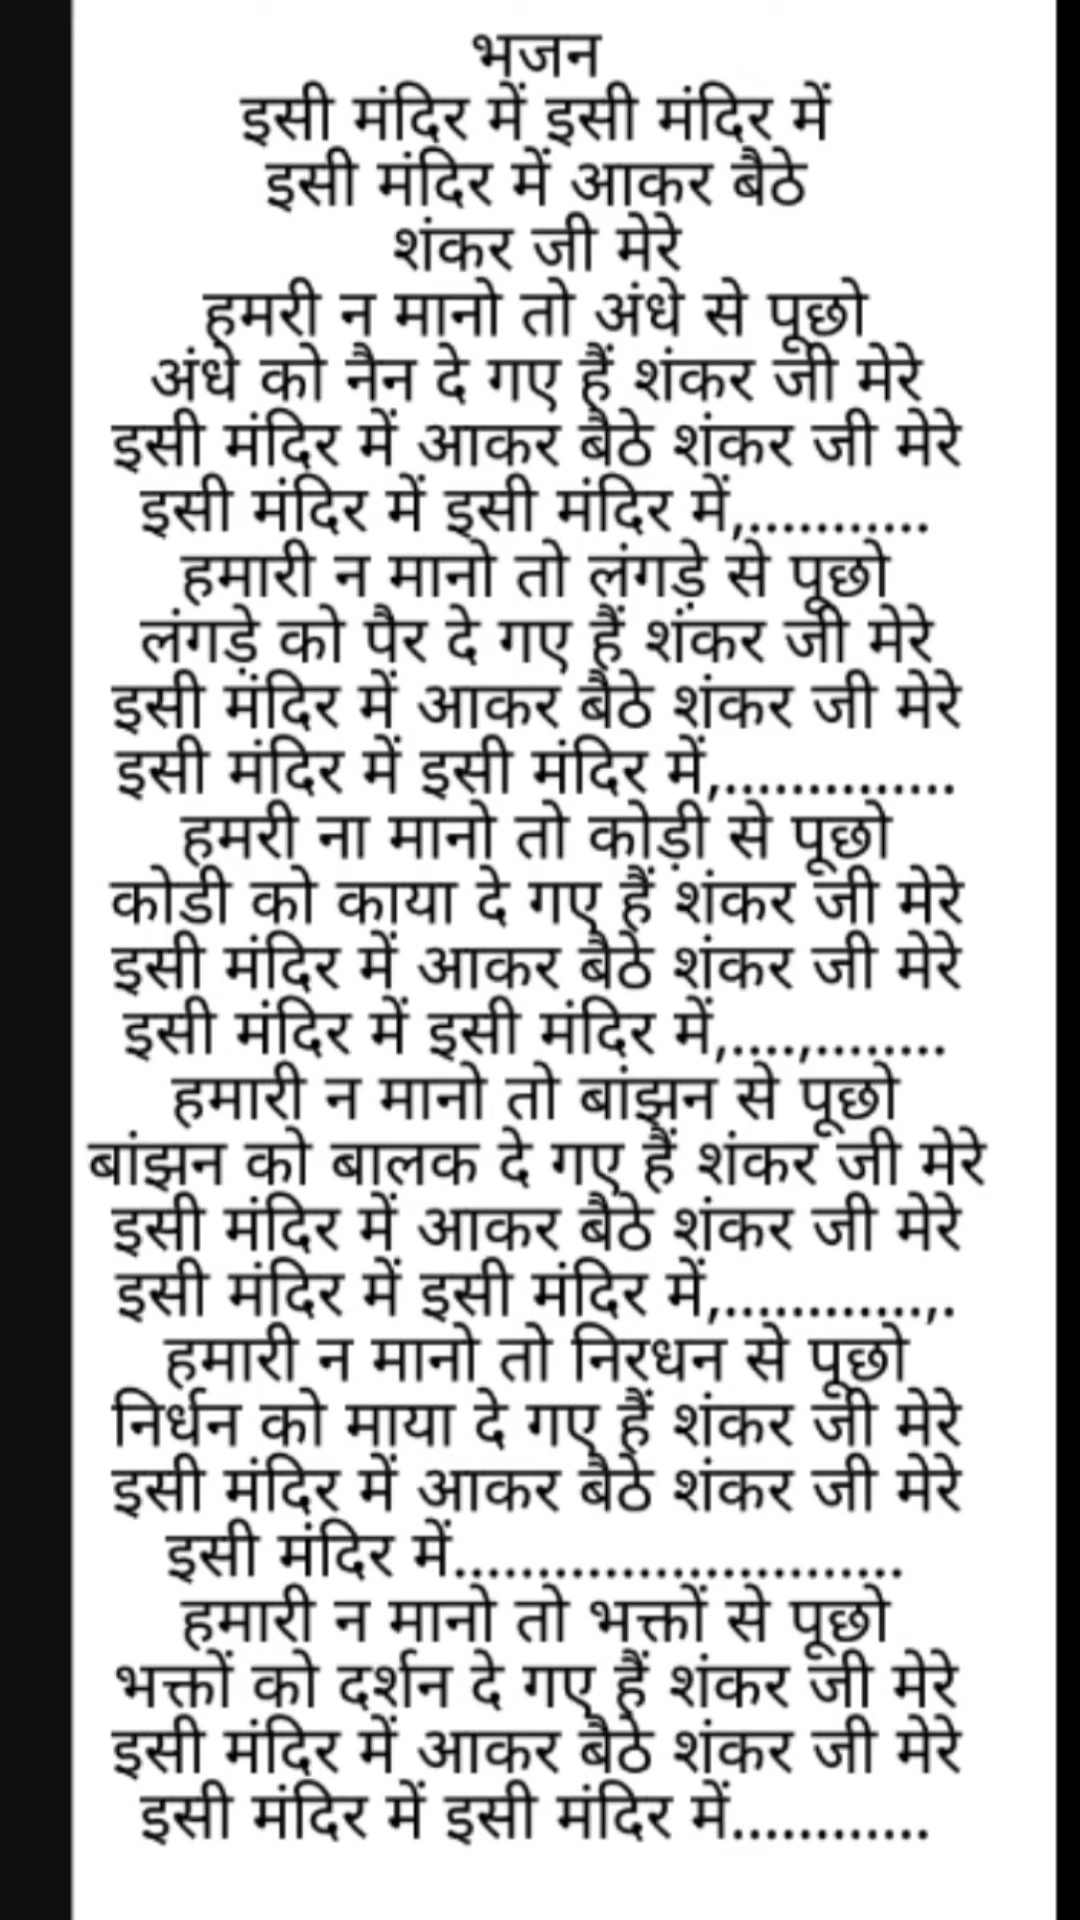 भजन
इसी मंदिर में इसी मंदिर में
इसी मंदिर में आकर बैठे
शंकर जी मेरे
हमरी न मानो तो अंधे से पूछो
अंधे को नैन दे गए हैं शंकर जी मेरे
इसी मंदिर में आकर बैठे शंकर जी मेरे
इसी मंदिर में इसी मंदिर में,...........
हमारी न मानो तो लंगड़े से पूछो
लंगड़े को पैर दे गए हैं शंकर जी मेरे
इसी मंदिर में आकर बैठे शंकर जी मेरे
इसी मंदिर में इसी मंदिर में,..............
हमरी ना मानो तो कोड़ी से पूछो
कोडी को काया दे गए हैं शंकर जी मेरे
इसी मंदिर में आकर बैठे शंकर जी मेरे
इसी मंदिर में इसी मंदिर में,....,........
हमारी न मानो तो बांझन से पूछो
बांझन को बालक दे गए हैं शंकर जी मेरे
इसी मंदिर में आकर बैठे शंकर जी मेरे
इसी मंदिर में इसी मंदिर में,............,.
हमारी न मानो तो निरधन से पूछो
निर्धन को माया दे गए हैं शंकर जी मेरे
इसी मंदिर में आकर बैठे शंकर जी मेरे
इसी मंदिर में...........................
हमारी न मानो तो भक्तों से पूछो
भक्तों को दर्शन दे गए हैं शंकर जी मेरे
इसी मंदिर में आकर बैठे शंकर जी मेरे
इसी मंदिर में इसी मंदिर में............